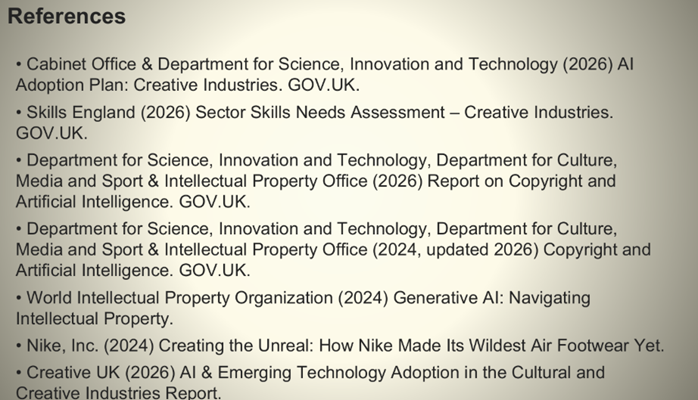 References
• Cabinet Office & Department for Science, Innovation and Technology (2026) AI
Adoption Plan: Creative Industries. GOV.UK.
• Skills England (2026) Sector Skills Needs Assessment – Creative Industries.
GOV.UK.
• Department for Science, Innovation and Technology, Department for Culture,
Media and Sport & Intellectual Property Office (2026) Report on Copyright and
Artificial Intelligence. GOV.UK.
• Department for Science, Innovation and Technology, Department for Culture,
Media and Sport & Intellectual Property Office (2024, updated 2026) Copyright and
Artificial Intelligence. GOV.UK.
• World Intellectual Property Organization (2024) Generative AI: Navigating
Intellectual Property.
• Nike, Inc. (2024) Creating the Unreal: How Nike Made Its Wildest Air Footwear Yet.
• Creative UK (2026) AI & Emerging Technology Adoption in the Cultural and
Creative Industries Report.